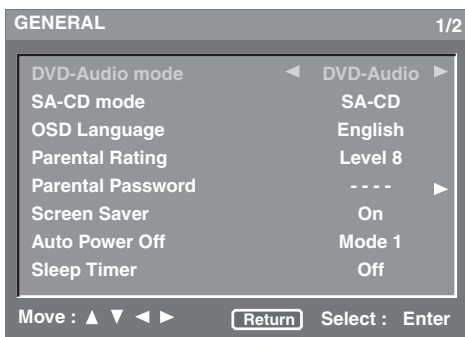 GENERAL 1/2
DVD-Audio mode ◀ DVD-Audio ▶
SA-CD mode SA-CD
OSD Language English
Parental Rating Level 8
Parental Password - - - - ▶
Screen Saver On
Auto Power Off Mode 1
Sleep Timer Off
Move : ▲ ▼ ◀ ▶ Return Select : Enter